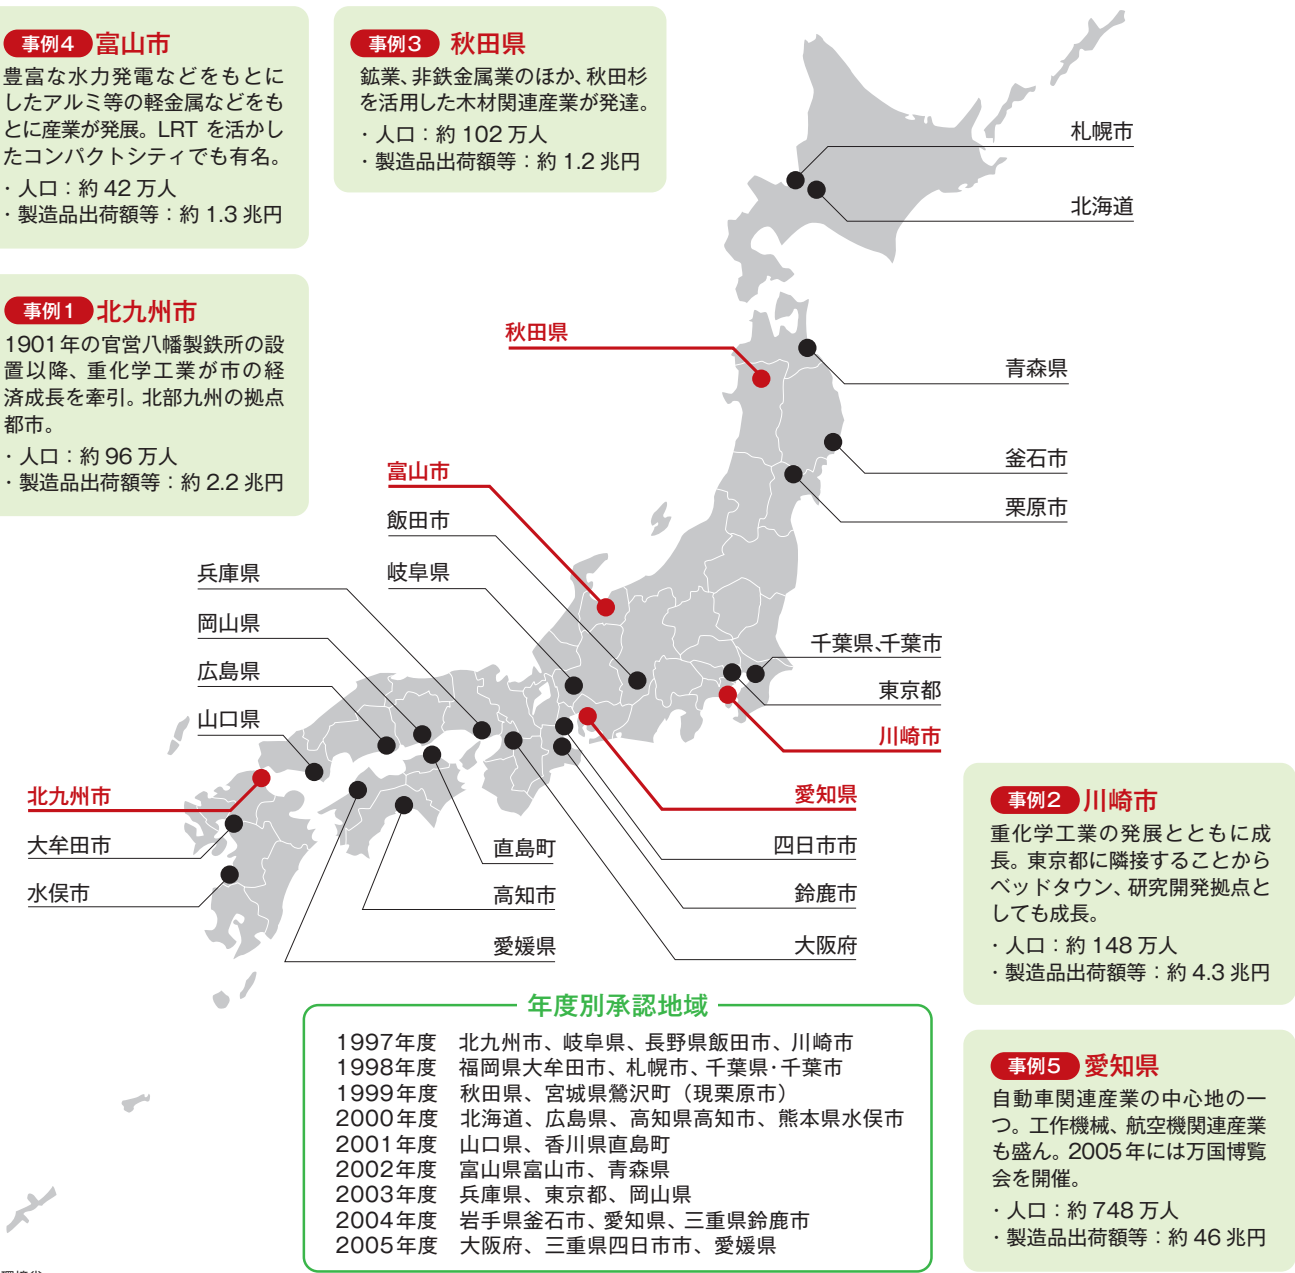 事例4 富山市
豊富な水力発電などをもとに
したアルミ等の軽金属などをも
とに産業が発展。LRT を活かし
たコンパクトシティでも有名。
・人口：約 42 万人
・製造品出荷額等：約 1.3 兆円
事例3 秋田県
鉱業、非鉄金属業のほか、秋田杉
を活用した木材関連産業が発達。
・人口：約 102 万人
・製造品出荷額等：約 1.2 兆円
事例1 北九州市
1901年の官営八幡製鉄所の設
置以降、重化学工業が市の経
済成長を牽引。北部九州の拠点
都市。
・人口：約 96 万人
・製造品出荷額等：約 2.2 兆円
札幌市
北海道
秋田県
青森県
釜石市
栗原市
富山市
飯田市
岐阜県
兵庫県
岡山県
広島県
山口県
北九州市
大牟田市
水俣市
千葉県、千葉市
東京都
川崎市
愛知県
四日市市
鈴鹿市
大阪府
直島町
高知市
愛媛県
事例2 川崎市
重化学工業の発展とともに成
長。東京都に隣接することから
ベッドタウン、研究開発拠点と
しても成長。
・人口：約 148 万人
・製造品出荷額等：約 4.3 兆円
事例5 愛知県
自動車関連産業の中心地の一
つ。工作機械、航空機関連産業
も盛ん。2005年には万国博覧
会を開催。
・人口：約 748 万人
・製造品出荷額等：約 46 兆円
年度別承認地域
1997年度 北九州市、岐阜県、長野県飯田市、川崎市
1998年度 福岡県大牟田市、札幌市、千葉県・千葉市
1999年度 秋田県、宮城県鶯沢町（現栗原市）
2000年度 北海道、広島県、高知県高知市、熊本県水俣市
2001年度 山口県、香川県直島町
2002年度 富山県富山市、青森県
2003年度 兵庫県、東京都、岡山県
2004年度 岩手県釜石市、愛知県、三重県鈴鹿市
2005年度 大阪府、三重県四日市市、愛媛県